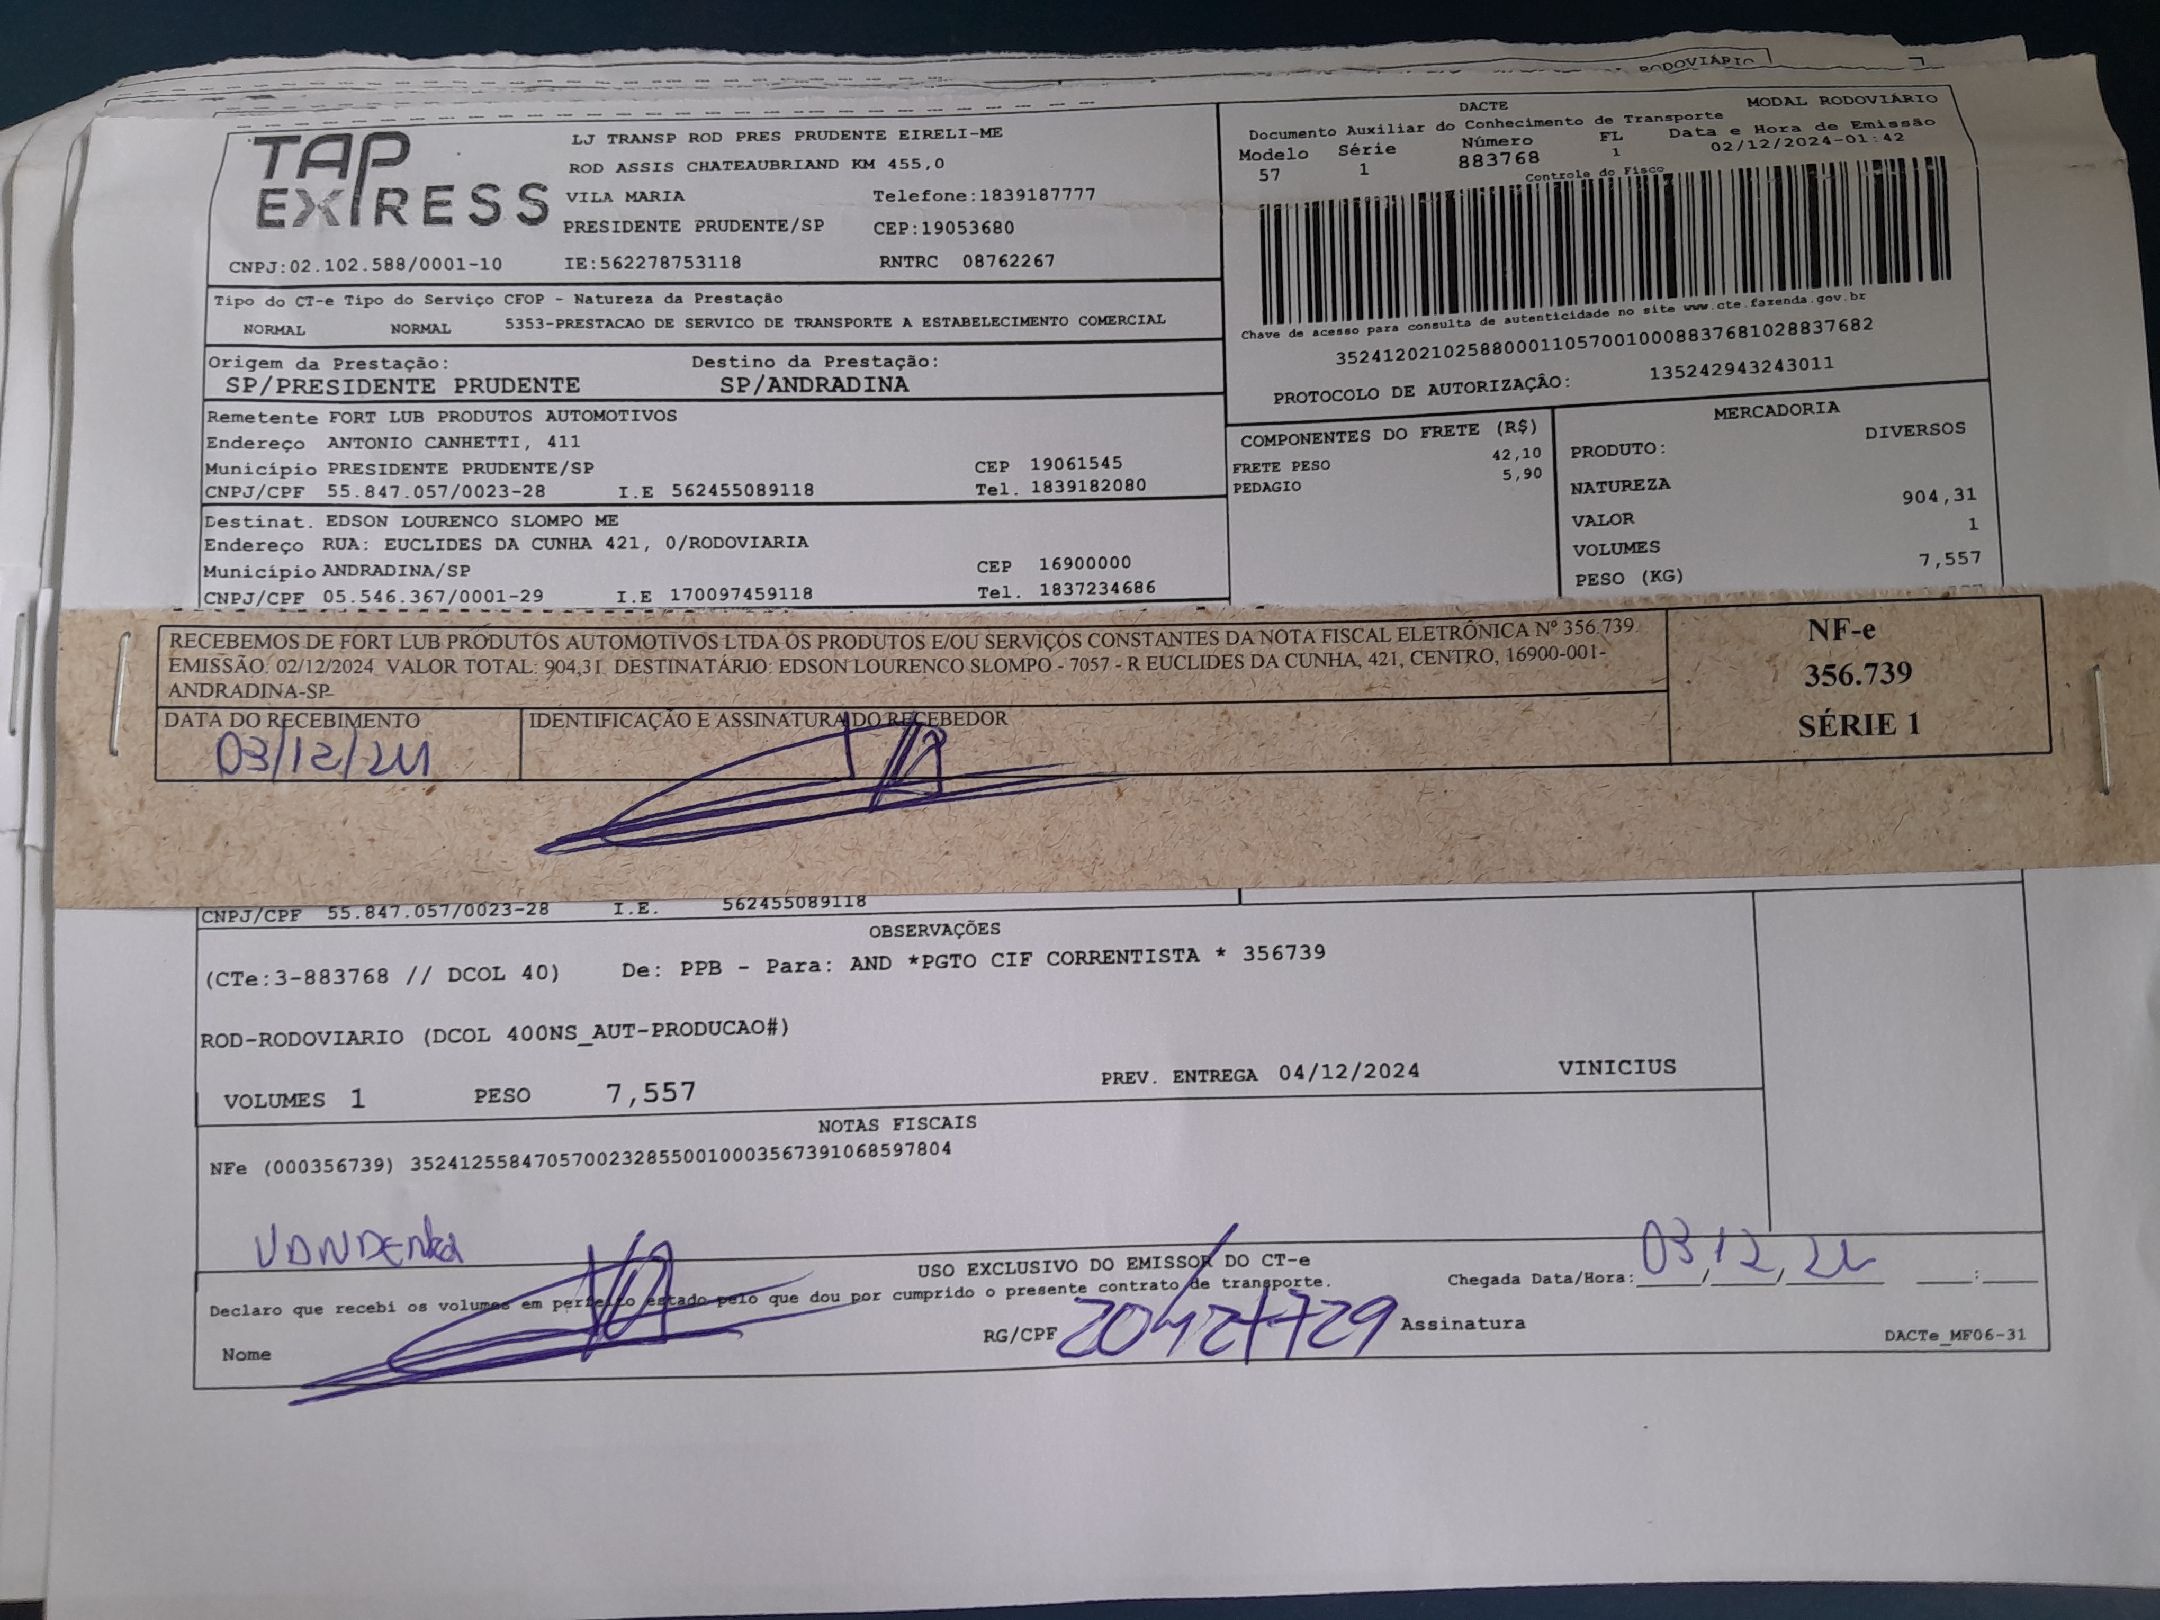 RODOVIÁRIO
TAP EXPRESS
LJ TRANSP ROD PRES PRUDENTE EIRELI-ME
ROD ASSIS CHATEAUBRIAND KM 455,0
VILA MARIA Telefone:1839187777
PRESIDENTE PRUDENTE/SP CEP:19053680
CNPJ:02.102.588/0001-10 IE:562278753118 RNTRC 08762267
DACTE MODAL RODOVIÁRIO
Documento Auxiliar do Conhecimento de Transporte
Modelo Série Número FL Data e Hora de Emissão
57 1 883768 1 02/12/2024-01:42
Controle do Fisco
Chave de acesso para consulta de autenticidade no site www.cte.fazenda.gov.br
35241202102588000110570010008837681028837682
PROTOCOLO DE AUTORIZAÇÃO: 135242943243011
Tipo do CT-e Tipo do Serviço CFOP - Natureza da Prestação
NORMAL NORMAL 5353-PRESTACAO DE SERVICO DE TRANSPORTE A ESTABELECIMENTO COMERCIAL
Origem da Prestação: Destino da Prestação:
SP/PRESIDENTE PRUDENTE SP/ANDRADINA
Remetente FORT LUB PRODUTOS AUTOMOTIVOS
Endereço ANTONIO CANHETTI, 411
Município PRESIDENTE PRUDENTE/SP CEP 19061545
CNPJ/CPF 55.847.057/0023-28 I.E 562455089118 Tel. 1839182080
Destinat. EDSON LOURENCO SLOMPO ME
Endereço RUA: EUCLIDES DA CUNHA 421, 0/RODOVIARIA
Município ANDRADINA/SP CEP 16900000
CNPJ/CPF 05.546.367/0001-29 I.E 170097459118 Tel. 1837234686
COMPONENTES DO FRETE (R$)
FRETE PESO 42,10
PEDAGIO 5,90
MERCADORIA
PRODUTO: DIVERSOS
NATUREZA
VALOR 904,31
VOLUMES 1
PESO (KG) 7,557
RECEBEMOS DE FORT LUB PRODUTOS AUTOMOTIVOS LTDA OS PRODUTOS E/OU SERVIÇOS CONSTANTES DA NOTA FISCAL ELETRÔNICA Nº 356.739.
EMISSÃO: 02/12/2024 VALOR TOTAL: 904,31 DESTINATÁRIO: EDSON LOURENCO SLOMPO - 7057 - R EUCLIDES DA CUNHA, 421, CENTRO, 16900-001-
ANDRADINA-SP-
DATA DO RECEBIMENTO IDENTIFICAÇÃO E ASSINATURA DO RECEBEDOR
03/12/24
NF-e
356.739
SÉRIE 1
CNPJ/CPF 55.847.057/0023-28 I.E. 562455089118
OBSERVAÇÕES
(CTe:3-883768 // DCOL 40) De: PPB - Para: AND *PGTO CIF CORRENTISTA * 356739
ROD-RODOVIARIO (DCOL 400NS_AUT-PRODUCAO#)
PREV. ENTREGA 04/12/2024 VINICIUS
VOLUMES 1 PESO 7,557
NOTAS FISCAIS
NFe (000356739) 35241255847057002328550010003567391068597804
USO EXCLUSIVO DO EMISSOR DO CT-e
Declaro que recebi os volumes em perfeito estado pelo que dou por cumprido o presente contrato de transporte.
Chegada Data/Hora: 03/12/24 :
Nome RG/CPF Assinatura
DACTe_MF06-31